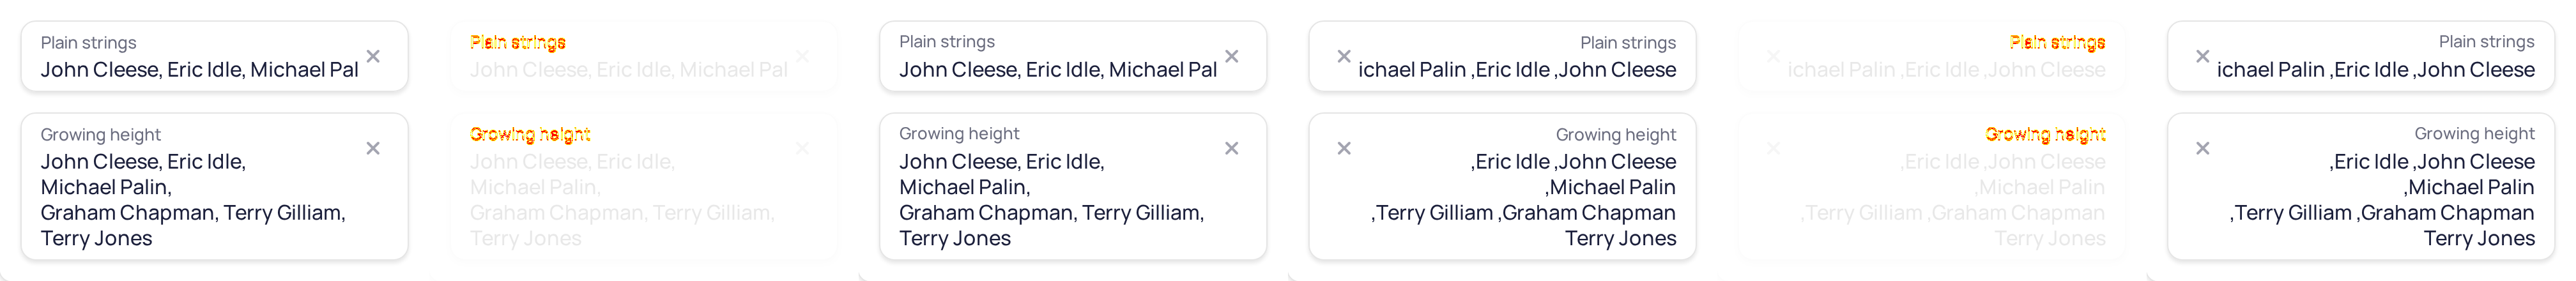 Plain strings
John Cleese, Eric Idle, Michael Pal
Growing height
John Cleese, Eric Idle,
Michael Palin,
Graham Chapman, Terry Gilliam,
Terry Jones
Plain strings
John Cleese, Eric Idle, Michael Pal
Growing height
John Cleese, Eric Idle,
Michael Palin,
Graham Chapman, Terry Gilliam,
Terry Jones
Plain strings
John Cleese, Eric Idle, Michael Pal
Growing height
John Cleese, Eric Idle,
Michael Palin,
Graham Chapman, Terry Gilliam,
Terry Jones
Plain strings
ichael Palin ,Eric Idle ,John Cleese
Growing height
,Eric Idle ,John Cleese
,Michael Palin
,Terry Gilliam ,Graham Chapman
Terry Jones
Plain strings
ichael Palin ,Eric Idle ,John Cleese
Growing height
,Eric Idle ,John Cleese
,Michael Palin
,Terry Gilliam ,Graham Chapman
Terry Jones
Plain strings
ichael Palin ,Eric Idle ,John Cleese
Growing height
,Eric Idle ,John Cleese
,Michael Palin
,Terry Gilliam ,Graham Chapman
Terry Jones